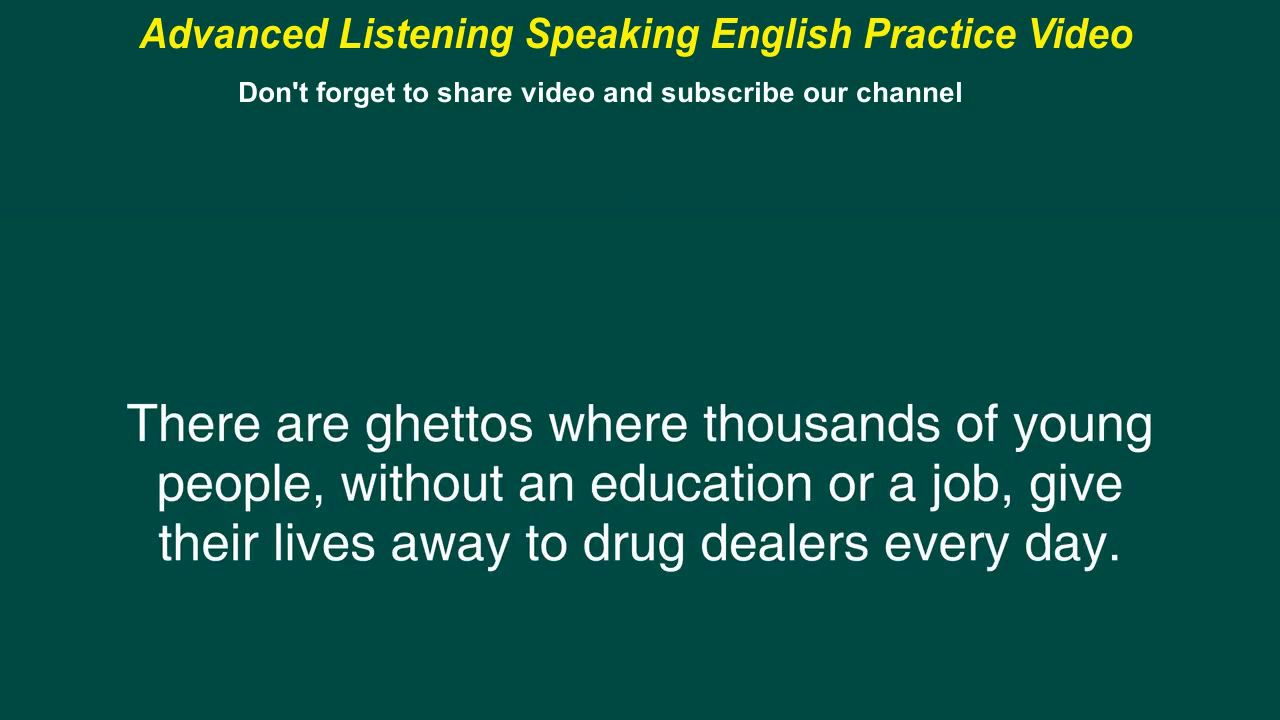 Advanced Listening Speaking English Practice Video
Don't forget to share video and subscribe our channel
There are ghettos where thousands of young
people, without an education or a job, give
their lives away to drug dealers every day.